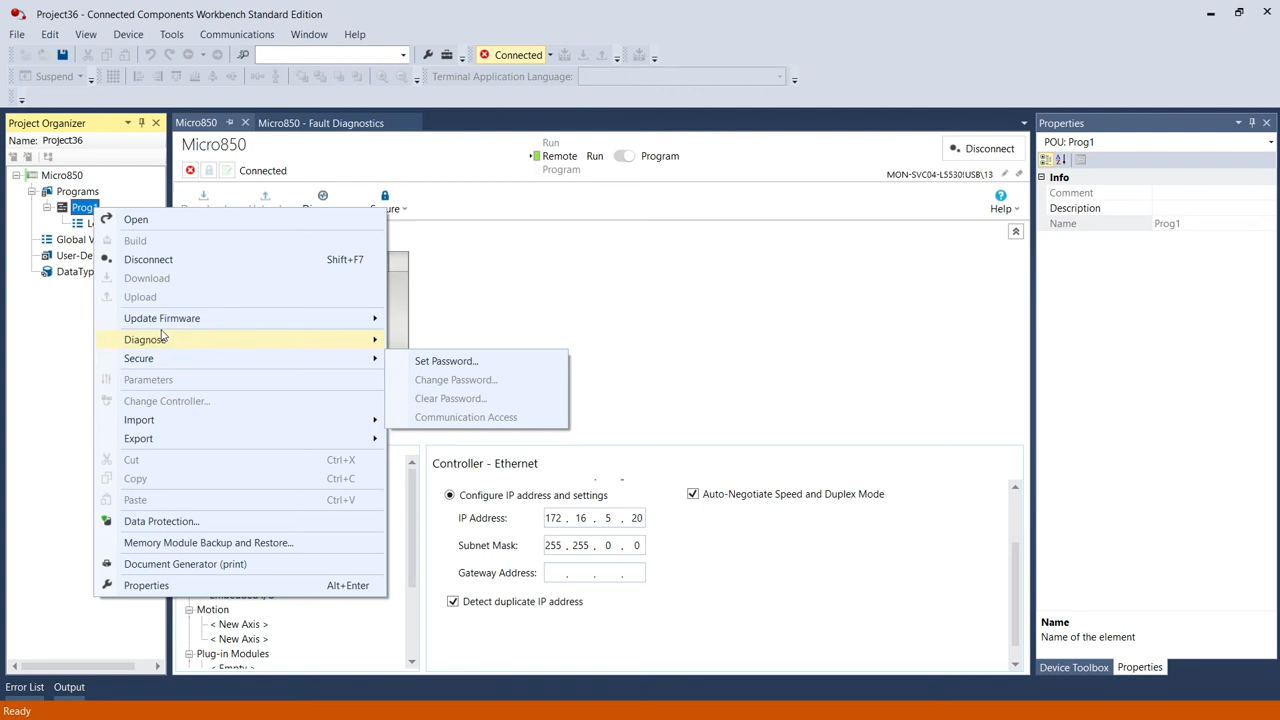 Project36 - Connected Components Workbench Standard Edition
File Edit View Device Tools Communications Window Help
Connected
Suspend Terminal Application Language:
Project Organizer
Name: Project36
Micro850
Programs
Prog1
Global V
User-De
DataTyp
Open
Build
Disconnect Shift+F7
Download
Upload
Update Firmware
Diagnose
Secure
Parameters
Change Controller...
Import
Export
Cut Ctrl+X
Copy Ctrl+C
Paste Ctrl+V
Data Protection...
Memory Module Backup and Restore...
Document Generator (print)
Properties Alt+Enter
Set Password...
Change Password...
Clear Password...
Communication Access
Micro850 Micro850 - Fault Diagnostics
Micro850
Connected
Run
Remote Run Program
Program
Disconnect
MON-SVC04-L5530!USB\13
Help
Motion
< New Axis >
< New Axis >
Plug-in Modules
< Empty >
Controller - Ethernet
Configure IP address and settings
IP Address: 172 . 16 . 5 . 20
Subnet Mask: 255 . 255 . 0 . 0
Gateway Address: . . .
Detect duplicate IP address
Auto-Negotiate Speed and Duplex Mode
Properties
POU: Prog1
Info
Comment
Description
Name Prog1
Name
Name of the element
Device Toolbox Properties
Error List Output
Ready